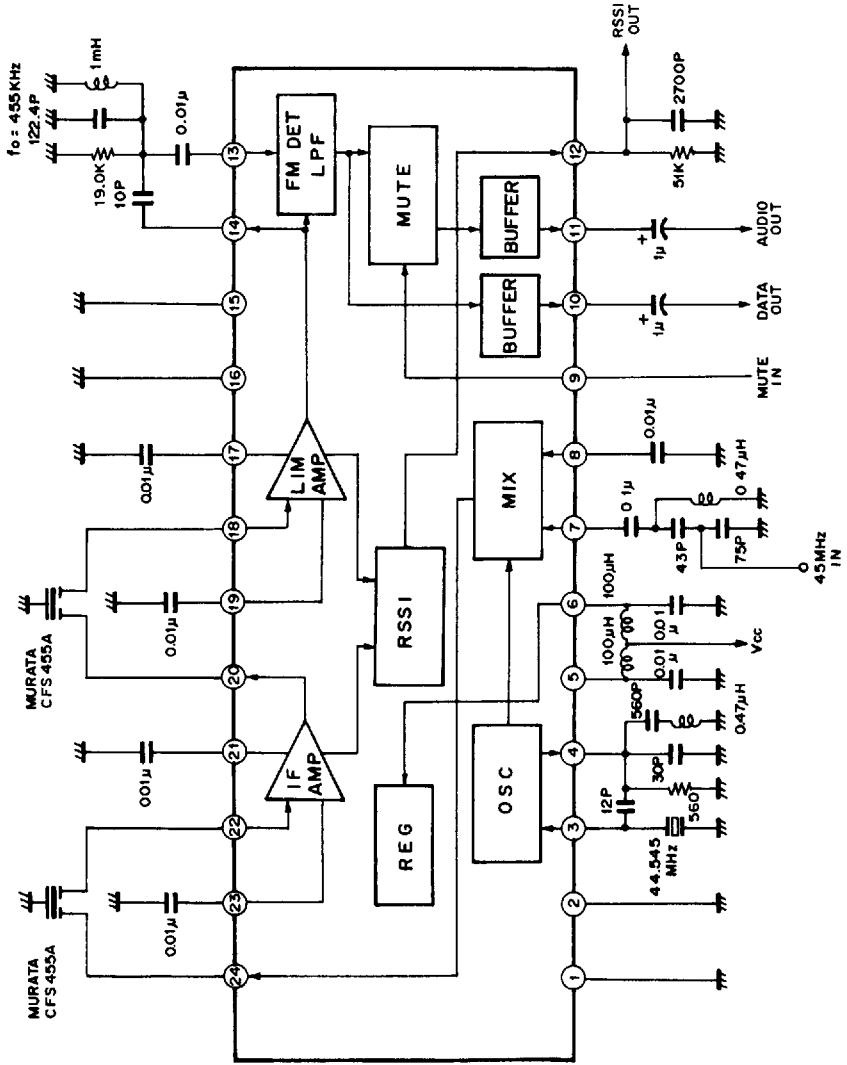 MURATA
CFS 455A
MURATA
CFS 455A
fo = 455KHz
122.4P
1mH
19.0K
10P
0.01μ
0.01μ
001μ
0.01μ
0.01μ
24
23
22
21
20
19
18
17
16
15
14
13
IF
AMP
LIM
AMP
FM DET
LPF
REG
RSSI
MUTE
OSC
MIX
BUFFER
BUFFER
1
2
3
4
5
6
7
8
9
10
11
12
44.545
MHz
12P
560
30P
560P
0.47μH
100μH
100μH
0.01
μ
0.01
μ
Vcc
0 1μ
43P
75P
0 47μH
0.01μ
45MHz
IN
MUTE
IN
+
1μ
DATA
OUT
+
1μ
AUDIO
OUT
51K
2700P
RSSI
OUT